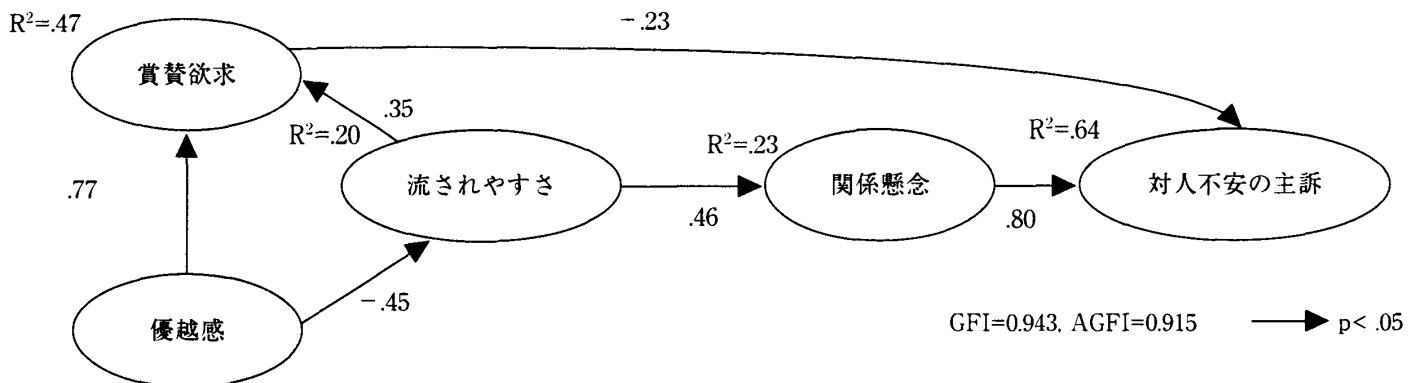 R²=.47
-.23
賞賛欲求
.35
R²=.20
R²=.23
R²=.64
.77
流されやすさ
関係懸念
対人不安の主訴
.46
.80
-.45
優越感
GFI=0.943, AGFI=0.915
p< .05